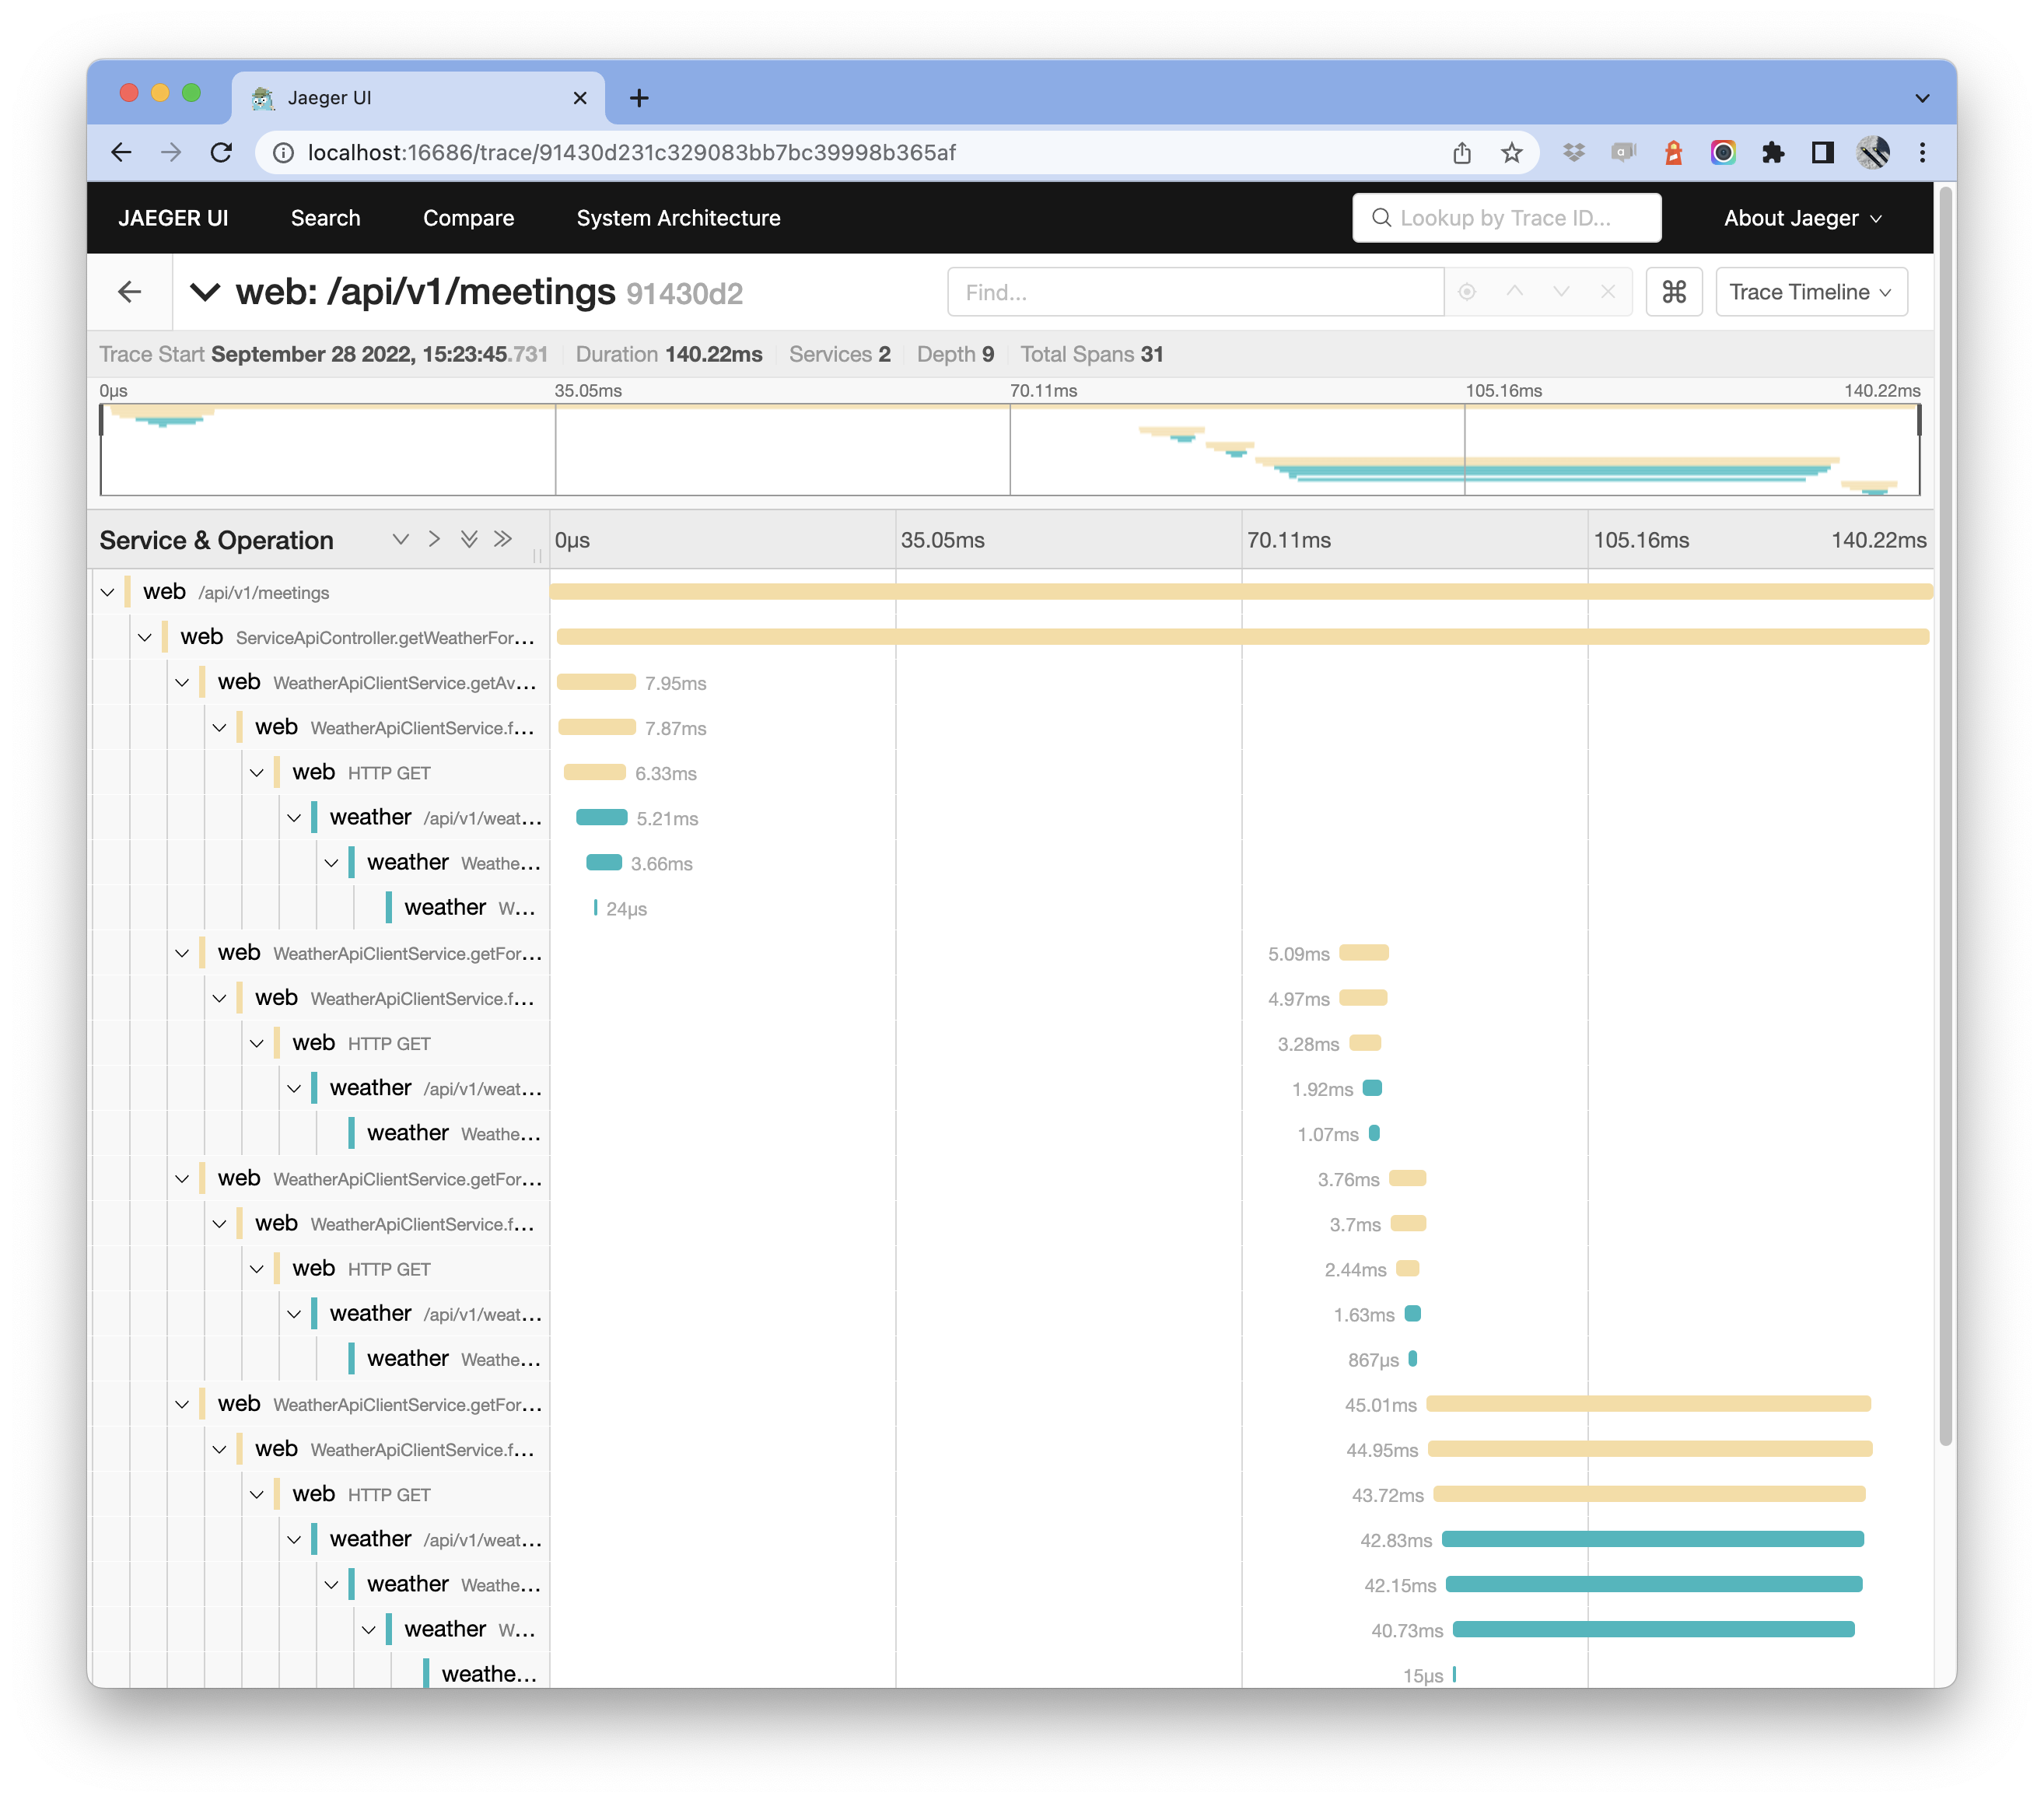 Jaeger UI
localhost:16686/trace/91430d231c329083bb7bc39998b365af
JAEGER UI Search Compare System Architecture Lookup by Trace ID... About Jaeger
web: /api/v1/meetings 91430d2 Find... ⌘ Trace Timeline
Trace Start September 28 2022, 15:23:45.731 Duration 140.22ms Services 2 Depth 9 Total Spans 31
0μs 35.05ms 70.11ms 105.16ms 140.22ms
Service & Operation 0μs 35.05ms 70.11ms 105.16ms 140.22ms
web /api/v1/meetings
web ServiceApiController.getWeatherFor...
web WeatherApiClientService.getAv... 7.95ms
web WeatherApiClientService.f... 7.87ms
web HTTP GET 6.33ms
weather /api/v1/weat... 5.21ms
weather Weathe... 3.66ms
weather W... 24μs
web WeatherApiClientService.getFor... 5.09ms
web WeatherApiClientService.f... 4.97ms
web HTTP GET 3.28ms
weather /api/v1/weat... 1.92ms
weather Weathe... 1.07ms
web WeatherApiClientService.getFor... 3.76ms
web WeatherApiClientService.f... 3.7ms
web HTTP GET 2.44ms
weather /api/v1/weat... 1.63ms
weather Weathe... 867μs
web WeatherApiClientService.getFor... 45.01ms
web WeatherApiClientService.f... 44.95ms
web HTTP GET 43.72ms
weather /api/v1/weat... 42.83ms
weather Weathe... 42.15ms
weather W... 40.73ms
weathe... 15μs